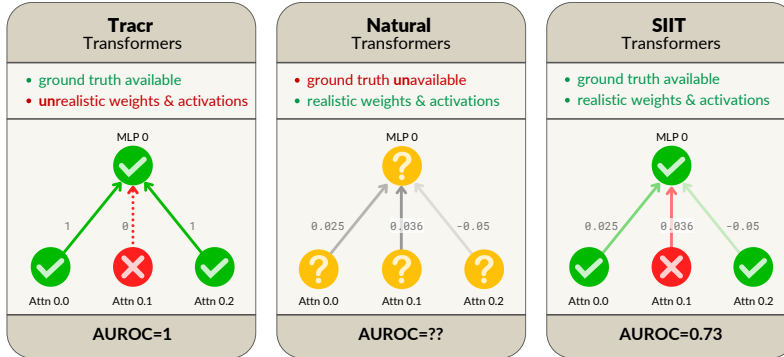 Tracr
Transformers
• ground truth available
• unrealistic weights & activations
MLP 0
1
0
1
Attn 0.0
Attn 0.1
Attn 0.2
AUROC=1
Natural
Transformers
• ground truth unavailable
• realistic weights & activations
MLP 0
?
0.025
0.036
-0.05
?
?
?
Attn 0.0
Attn 0.1
Attn 0.2
AUROC=??
SIIT
Transformers
• ground truth available
• realistic weights & activations
MLP 0
0.025
0.036
-0.05
Attn 0.0
Attn 0.1
Attn 0.2
AUROC=0.73